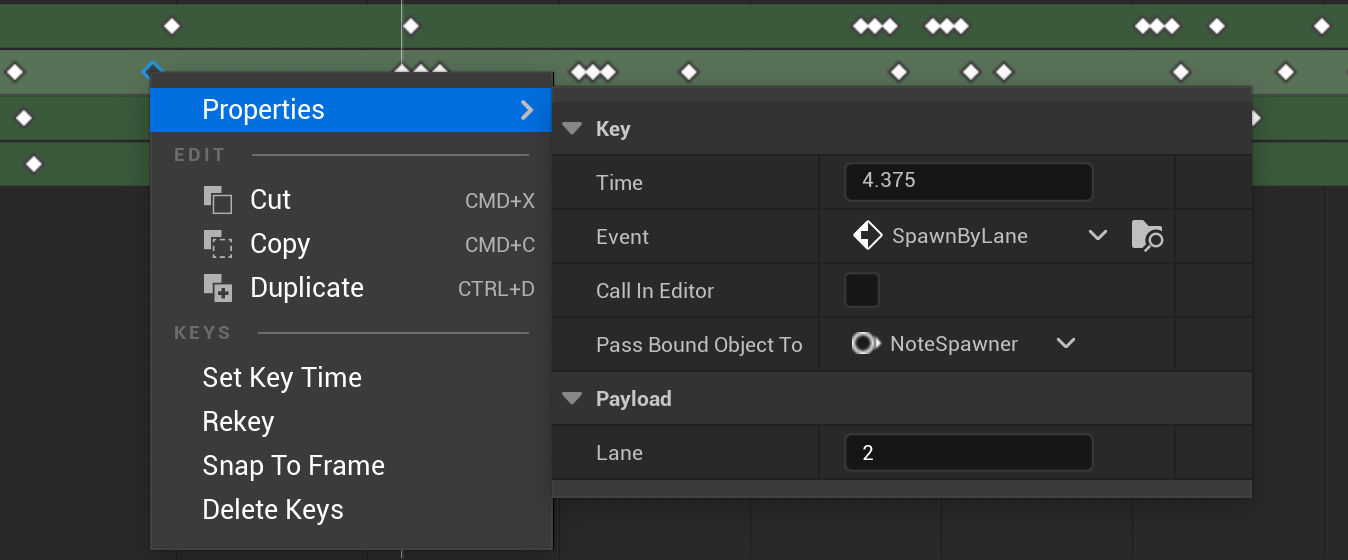 Properties
EDIT
Cut CMD+X
Copy CMD+C
Duplicate CTRL+D
KEYS
Set Key Time
Rekey
Snap To Frame
Delete Keys
Key
Time 4.375
Event SpawnByLane
Call In Editor
Pass Bound Object To NoteSpawner
Payload
Lane 2